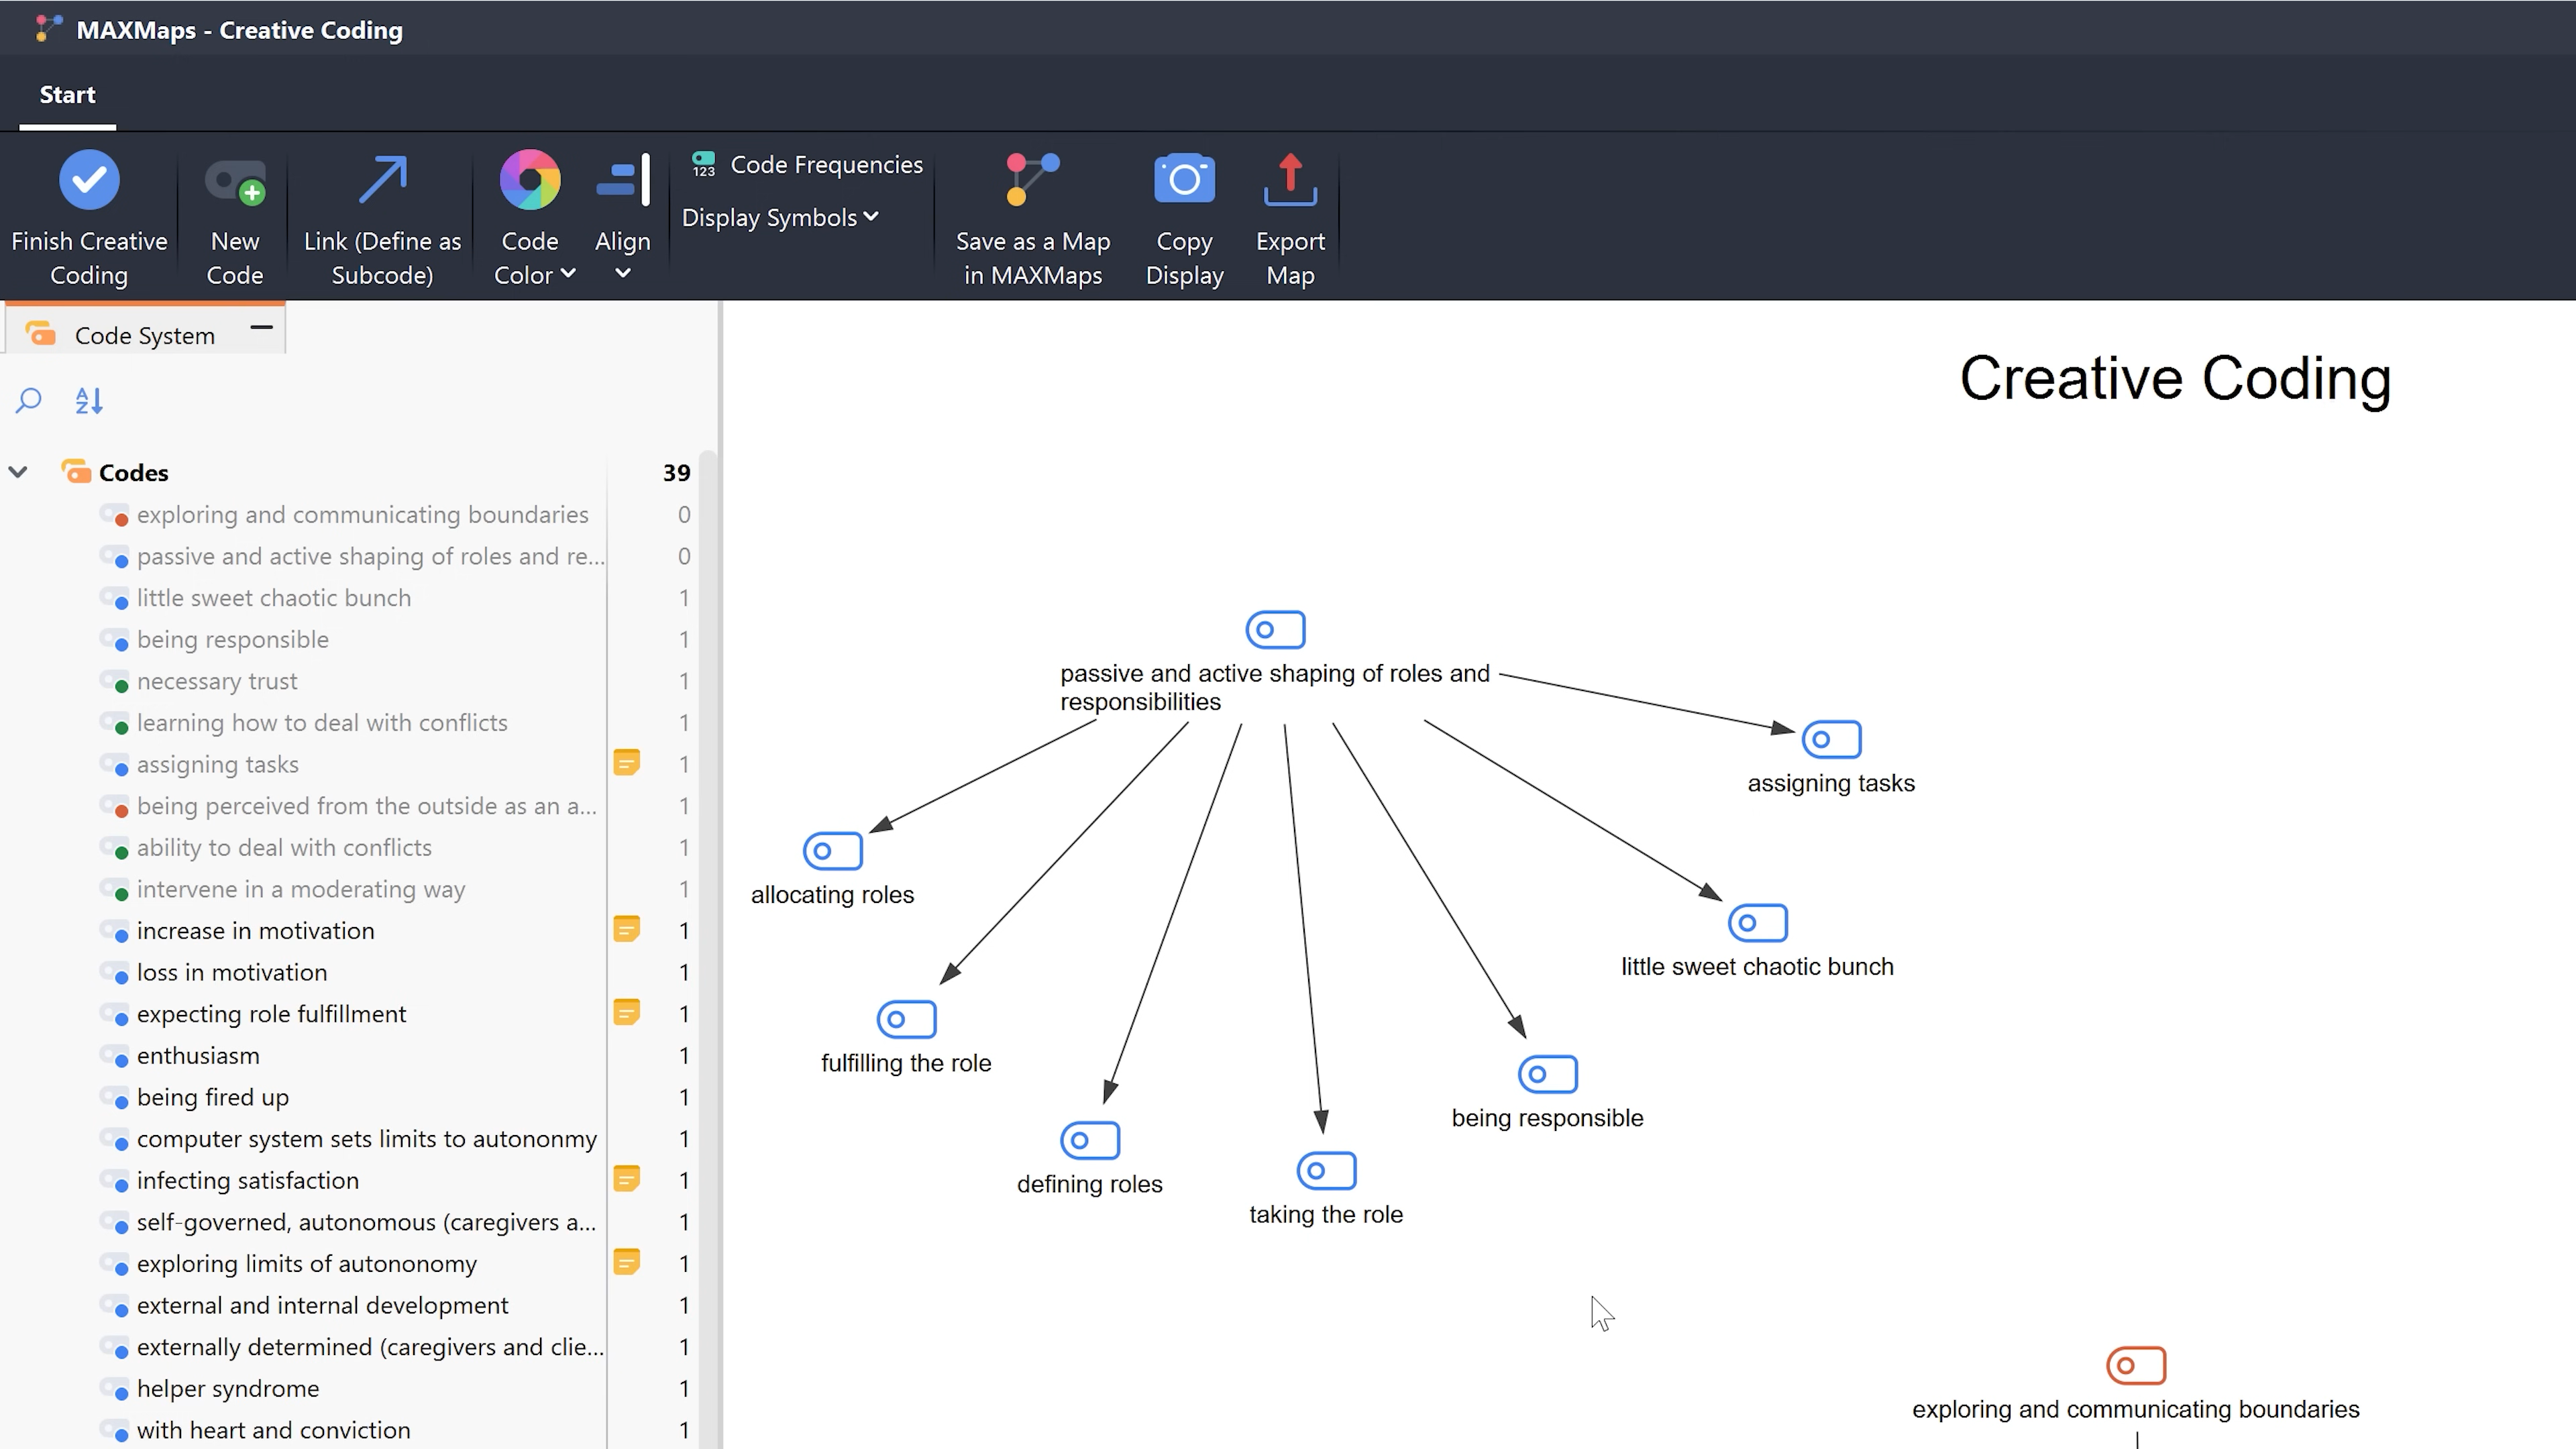 MAXMaps - Creative Coding
Start
Finish Creative
Coding
New
Code
Link (Define as
Subcode)
Code
Color
Align
123
Code Frequencies
Display Symbols
Save as a Map
in MAXMaps
Copy
Display
Export
Map
Code System
A
Z
Codes 39
exploring and communicating boundaries 0
passive and active shaping of roles and re... 0
little sweet chaotic bunch 1
being responsible 1
necessary trust 1
learning how to deal with conflicts 1
assigning tasks 1
being perceived from the outside as an a... 1
ability to deal with conflicts 1
intervene in a moderating way 1
increase in motivation 1
loss in motivation 1
expecting role fulfillment 1
enthusiasm 1
being fired up 1
computer system sets limits to autononmy 1
infecting satisfaction 1
self-governed, autonomous (caregivers a... 1
exploring limits of autononomy 1
external and internal development 1
externally determined (caregivers and clie... 1
helper syndrome 1
with heart and conviction 1
Creative Coding
passive and active shaping of roles and
responsibilities
assigning tasks
allocating roles
little sweet chaotic bunch
fulfilling the role
being responsible
defining roles
taking the role
exploring and communicating boundaries